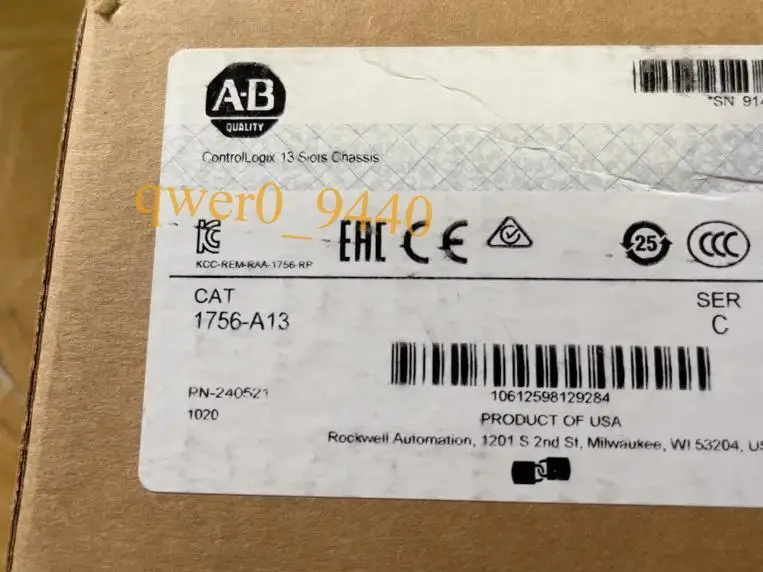 A-B
QUALITY
*SN 914
ControlLogix 13 Slots Chassis
qwer0_9440
KCC-REM-RAA-1756-RP
EAC CE
25
CCC
CAT
SER
1756-A13
C
10612598129284
PN-240521
1020
PRODUCT OF USA
Rockwell Automation, 1201 S 2nd St, Milwaukee, WI 53204, US